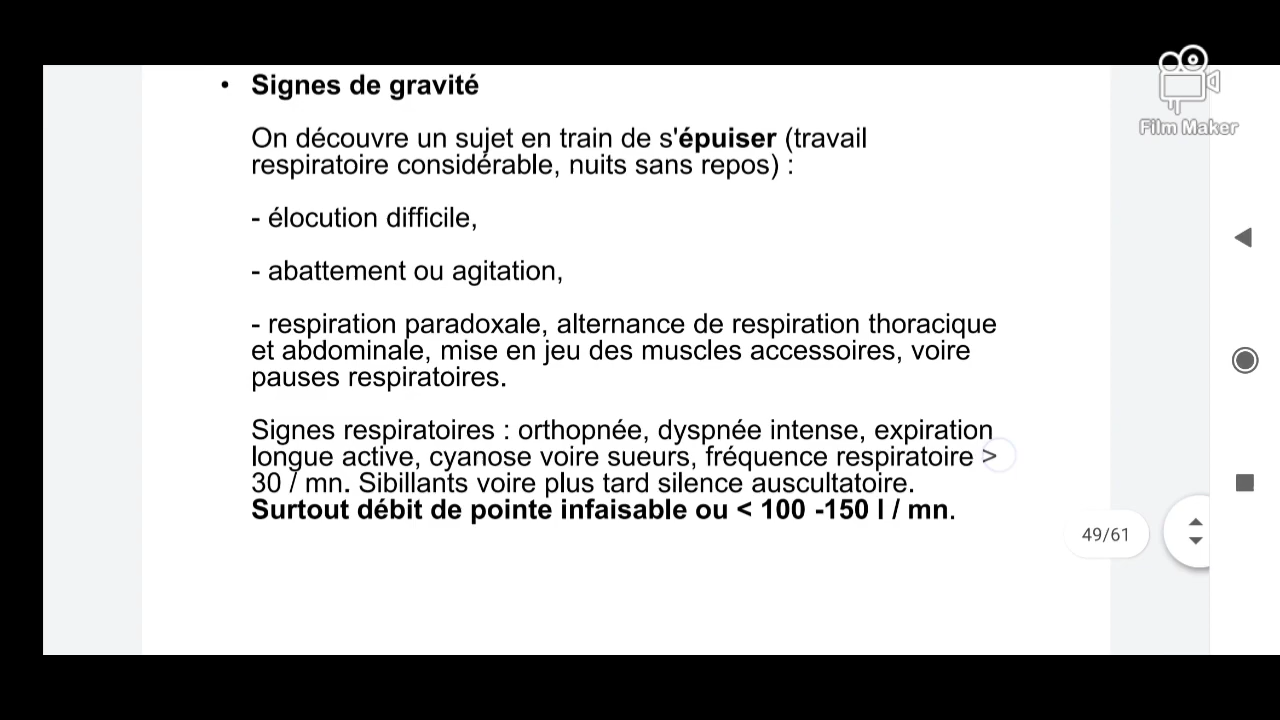 • Signes de gravité
On découvre un sujet en train de s'épuiser (travail
respiratoire considérable, nuits sans repos) :
- élocution difficile,
- abattement ou agitation,
- respiration paradoxale, alternance de respiration thoracique
et abdominale, mise en jeu des muscles accessoires, voire
pauses respiratoires.
Signes respiratoires : orthopnée, dyspnée intense, expiration
longue active, cyanose voire sueurs, fréquence respiratoire >
30 / mn. Sibillants voire plus tard silence auscultatoire.
Surtout débit de pointe infaisable ou < 100 -150 l / mn.
49/61
Film Maker